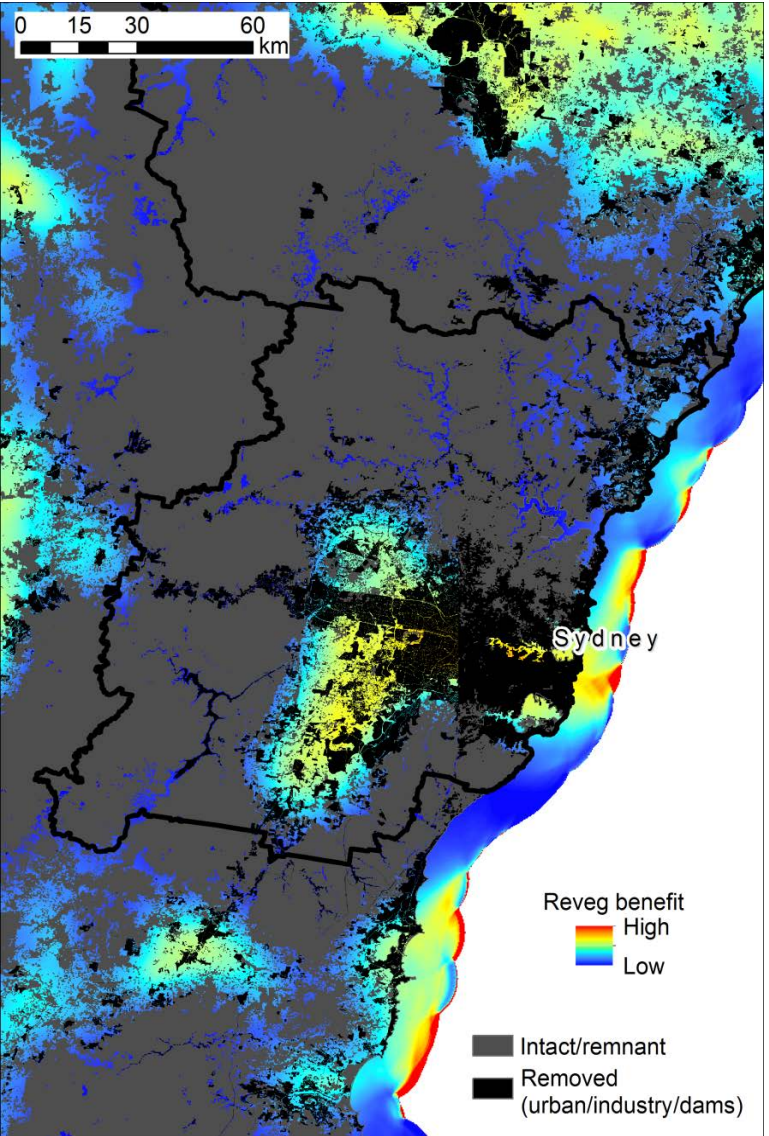 0 15 30 60
km
Sydney
Reveg benefit
High
Low
Intact/remnant
Removed
(urban/industry/dams)